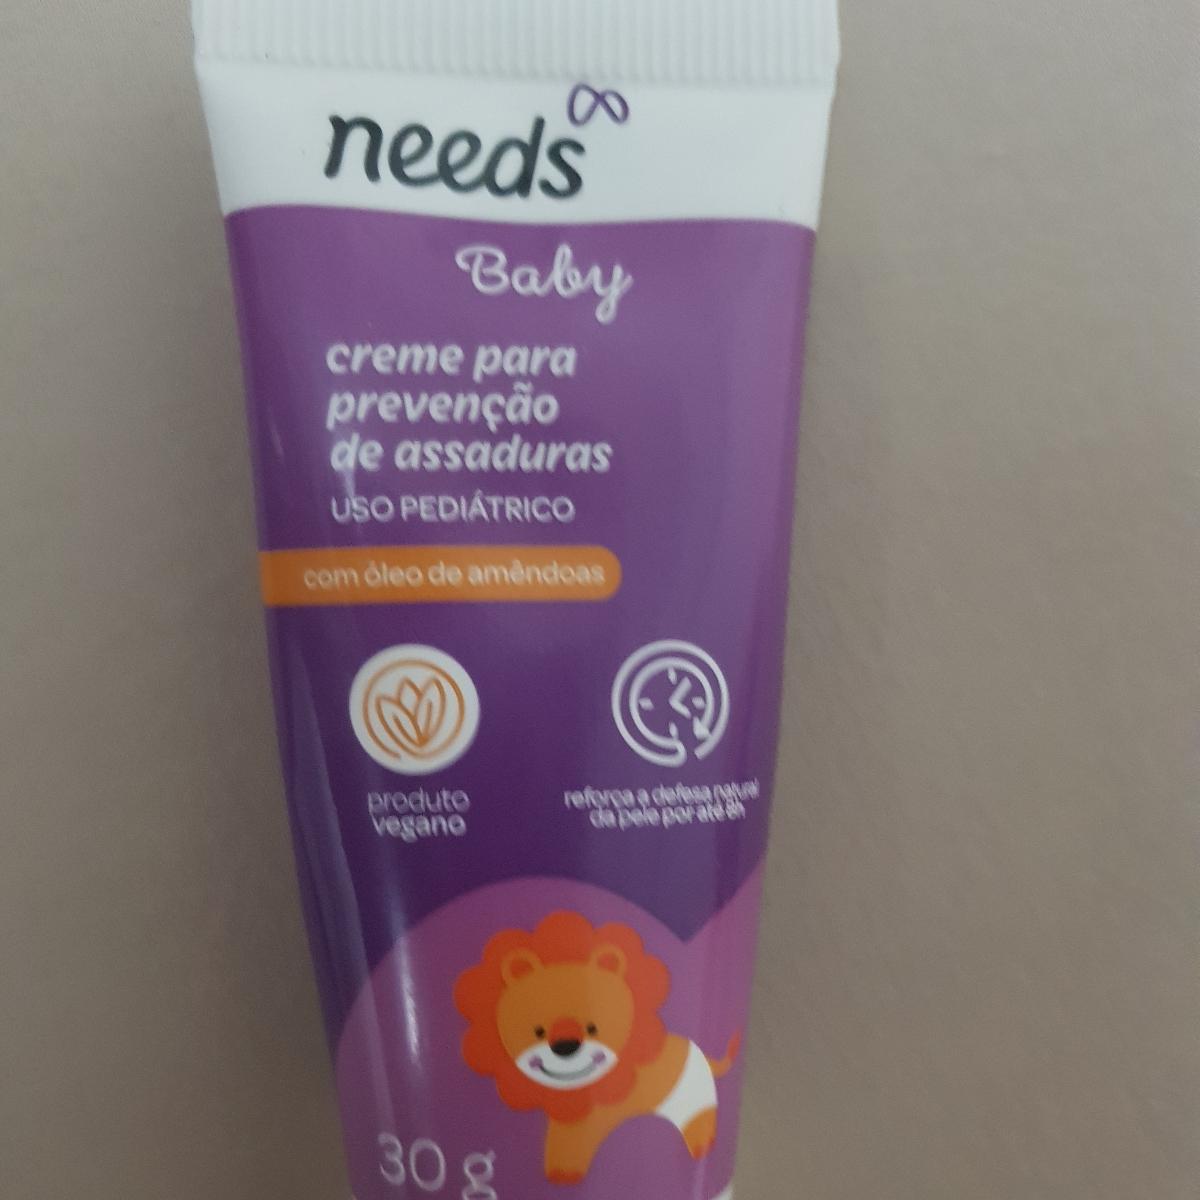 needs
Baby
creme para
prevenção
de assaduras
USO PEDIÁTRICO
com óleo de amêndoas
produto
vegano
reforça a defesa natural
da pele por até 8h
30 g